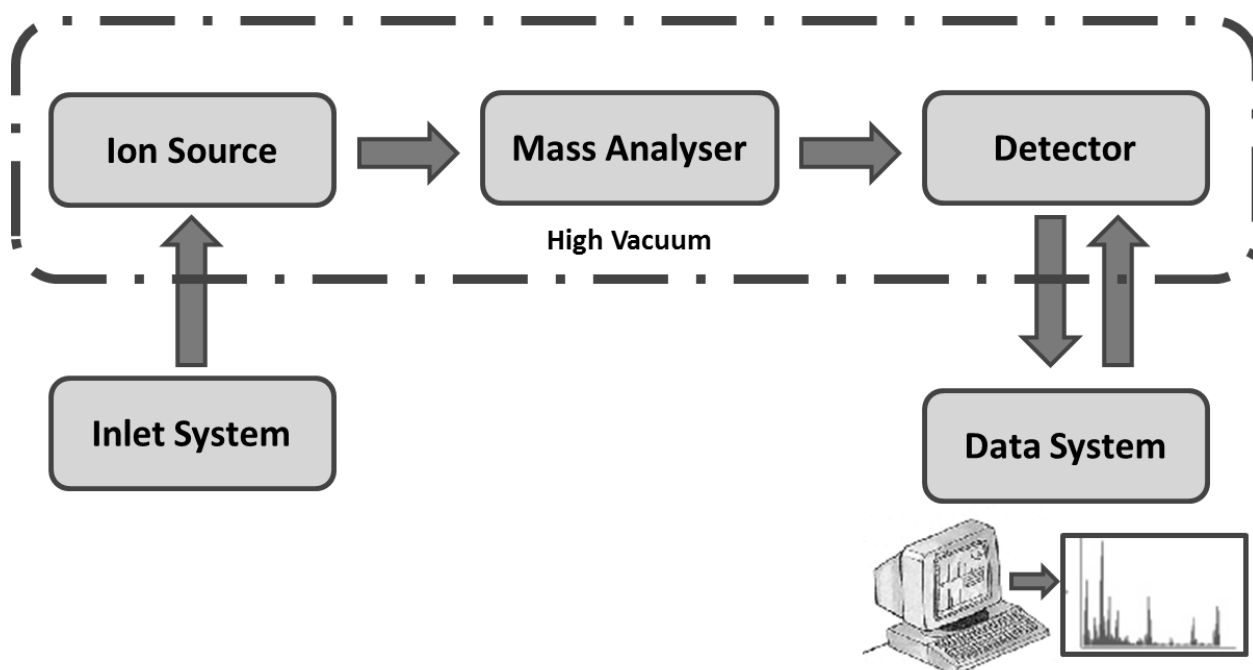 Ion Source
Mass Analyser
Detector
High Vacuum
Inlet System
Data System